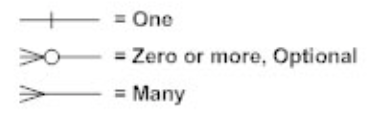 = One
= Zero or more, Optional
= Many